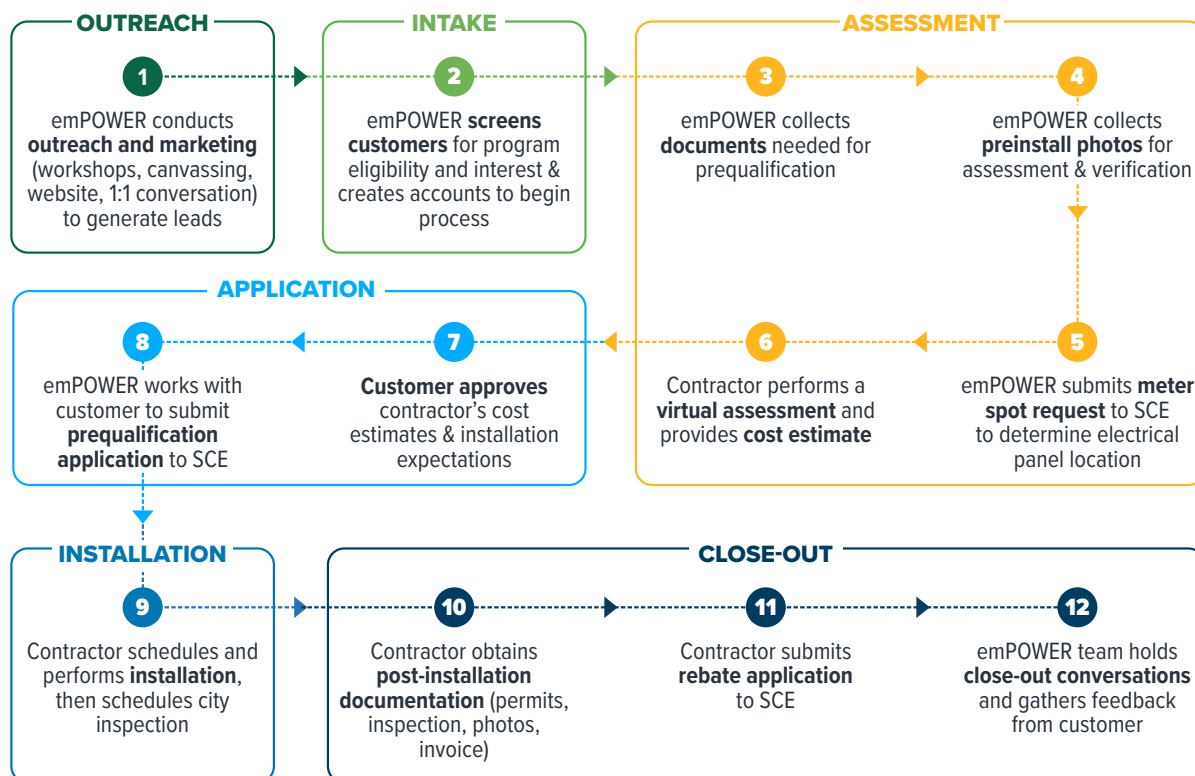 OUTREACH
1
emPOWER conducts
outreach and marketing
(workshops, canvassing,
website, 1:1 conversation)
to generate leads
INTAKE
2
emPOWER screens
customers for program
eligibility and interest &
creates accounts to begin
process
ASSESSMENT
3
emPOWER collects
documents needed for
prequalification
4
emPOWER collects
preinstall photos for
assessment & verification
5
emPOWER submits meter
spot request to SCE
to determine electrical
panel location
6
Contractor performs a
virtual assessment and
provides cost estimate
APPLICATION
7
Customer approves
contractor’s cost
estimates & installation
expectations
8
emPOWER works with
customer to submit
prequalification
application to SCE
INSTALLATION
9
Contractor schedules and
performs installation,
then schedules city
inspection
CLOSE-OUT
10
Contractor obtains
post-installation
documentation (permits,
inspection, photos,
invoice)
11
Contractor submits
rebate application
to SCE
12
emPOWER team holds
close-out conversations
and gathers feedback
from customer